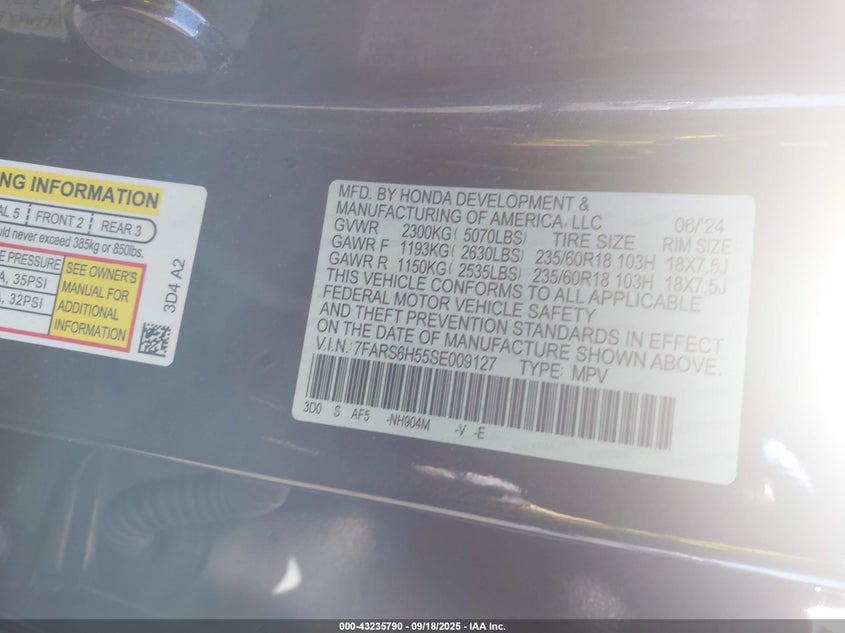 NG INFORMATION
AL 5 FRONT 2 REAR 3
ould never exceed 385kg or 850lbs.
E PRESSURE
A, 35PSI
A, 32PSI
SEE OWNER'S
MANUAL FOR
ADDITIONAL
INFORMATION
3D4 A2
MFD. BY HONDA DEVELOPMENT &
MANUFACTURING OF AMERICA, LLC 06/24
GVWR 2300KG( 5070LBS) TIRE SIZE RIM SIZE
GAWR F 1193KG( 2630LBS) 235/60R18 103H 18X7.5J
GAWR R 1150KG( 2535LBS) 235/60R18 103H 18X7.5J
THIS VEHICLE CONFORMS TO ALL APPLICABLE
FEDERAL MOTOR VEHICLE SAFETY
AND THEFT PREVENTION STANDARDS IN EFFECT
ON THE DATE OF MANUFACTURE SHOWN ABOVE.
V.I.N.: 7FARS6H55SE009127 TYPE: MPV
3D0 S AF5 -NH904M -V -E
000-43235790 - 09/18/2025 - IAA Inc.